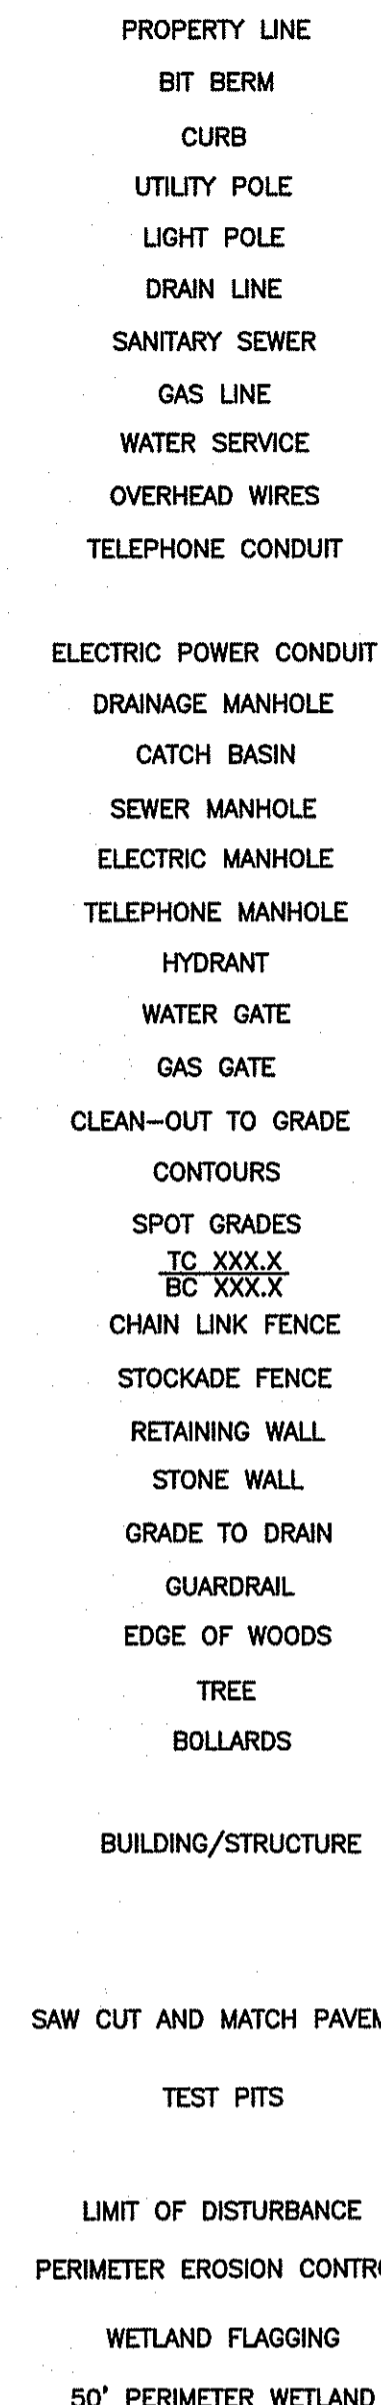 PROPERTY LINE
BIT BERM
CURB
UTILITY POLE
LIGHT POLE
DRAIN LINE
SANITARY SEWER
GAS LINE
WATER SERVICE
OVERHEAD WIRES
TELEPHONE CONDUIT
ELECTRIC POWER CONDUIT
DRAINAGE MANHOLE
CATCH BASIN
SEWER MANHOLE
ELECTRIC MANHOLE
TELEPHONE MANHOLE
HYDRANT
WATER GATE
GAS GATE
CLEAN-OUT TO GRADE
CONTOURS
SPOT GRADES
TC XXX.X
BC XXX.X
CHAIN LINK FENCE
STOCKADE FENCE
RETAINING WALL
STONE WALL
GRADE TO DRAIN
GUARDRAIL
EDGE OF WOODS
TREE
BOLLARDS
BUILDING/STRUCTURE
SAW CUT AND MATCH
TEST PITS
LIMIT OF DISTURBANCE
PERIMETER EROSION
WETLAND FLAGGING
50' PERIMETER WETLAND